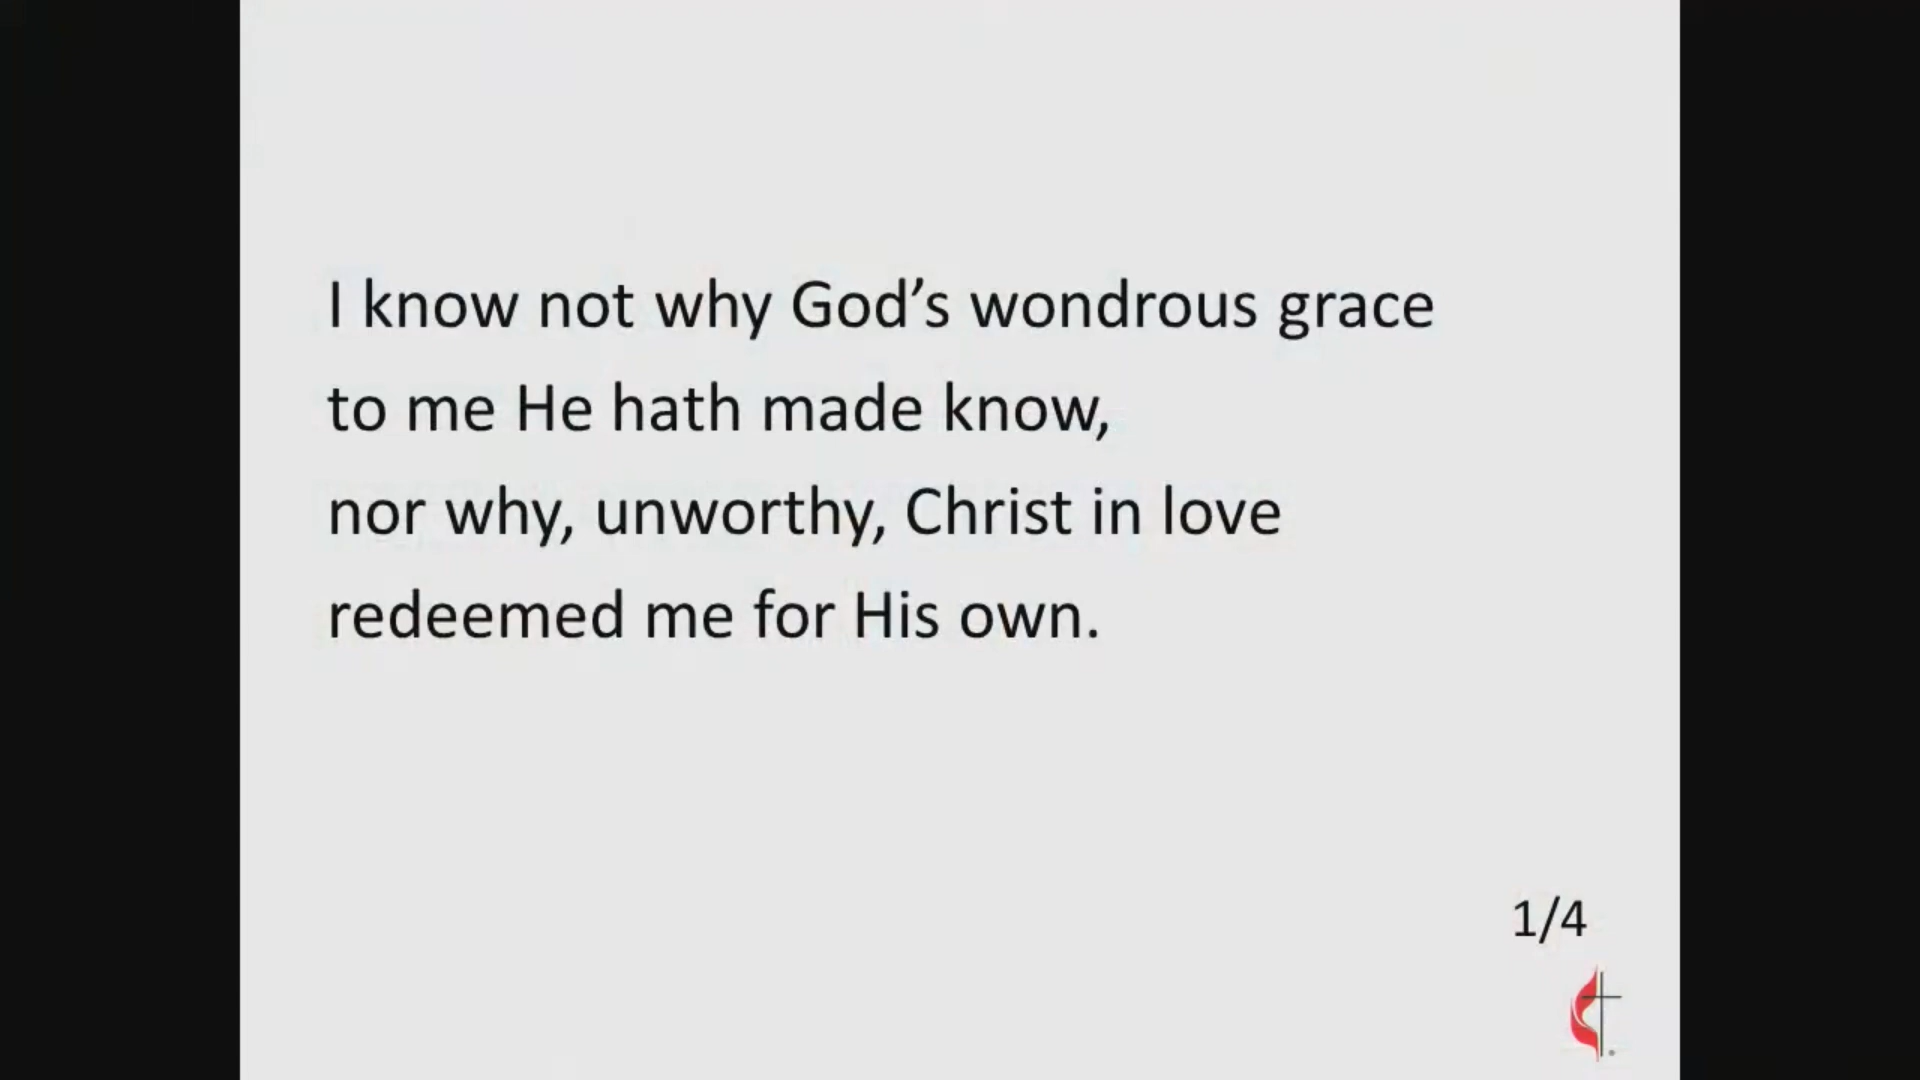 I know not why God’s wondrous grace
to me He hath made know,
nor why, unworthy, Christ in love
redeemed me for His own.
1/4